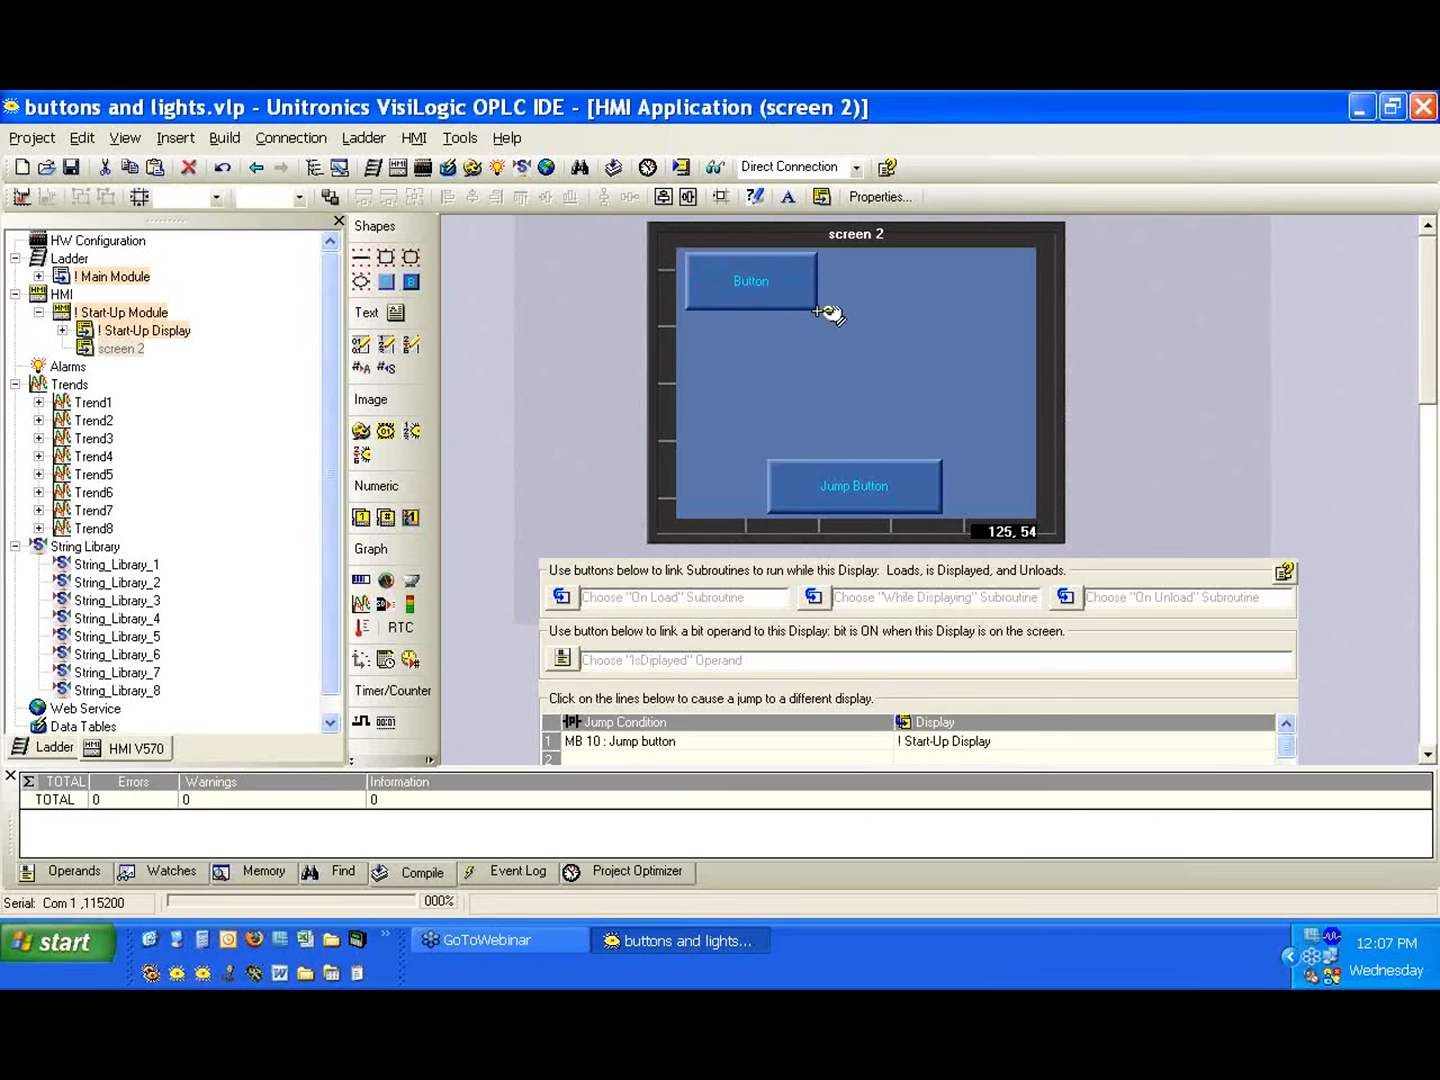 buttons and lights.vlp - Unitronics VisiLogic OPLC IDE - [HMI Application (screen 2)]
Project Edit View Insert Build Connection Ladder HMI Tools Help
Direct Connection
Properties...
HW Configuration
Ladder
! Main Module
HMI
! Start-Up Module
! Start-Up Display
screen 2
Alarms
Trends
Trend1
Trend2
Trend3
Trend4
Trend5
Trend6
Trend7
Trend8
String Library
String_Library_1
String_Library_2
String_Library_3
String_Library_4
String_Library_5
String_Library_6
String_Library_7
String_Library_8
Web Service
Data Tables
Ladder HMI V570
Shapes
Text
Image
Numeric
Graph
RTC
Timer/Counter
screen 2
Button
Jump Button
125, 54
Use buttons below to link Subroutines to run while this Display: Loads, is Displayed, and Unloads.
Choose "On Load" Subroutine Choose "While Displaying" Subroutine Choose "On Unload" Subroutine
Use button below to link a bit operand to this Display: bit is ON when this Display is on the screen.
Choose "IsDiplayed" Operand
Click on the lines below to cause a jump to a different display.
Jump Condition Display
1 MB 10 : Jump button ! Start-Up Display
2
Σ TOTAL Errors Warnings Information
TOTAL 0 0 0
Operands Watches Memory Find Compile Event Log Project Optimizer
Serial: Com 1 ,115200 000%
start GoToWebinar buttons and lights... 12:07 PM
Wednesday